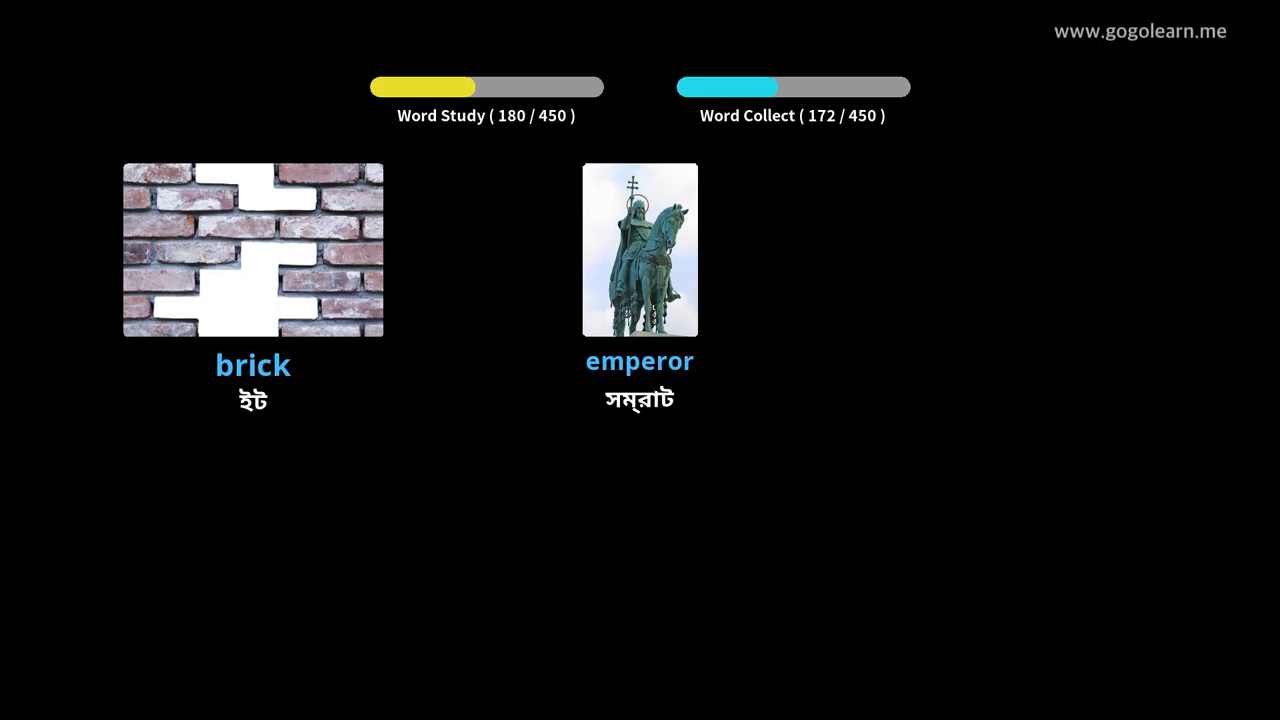 www.gogolearn.me
Word Study ( 180 / 450 )
Word Collect ( 172 / 450 )
brick
ইট
emperor
সম্রাট